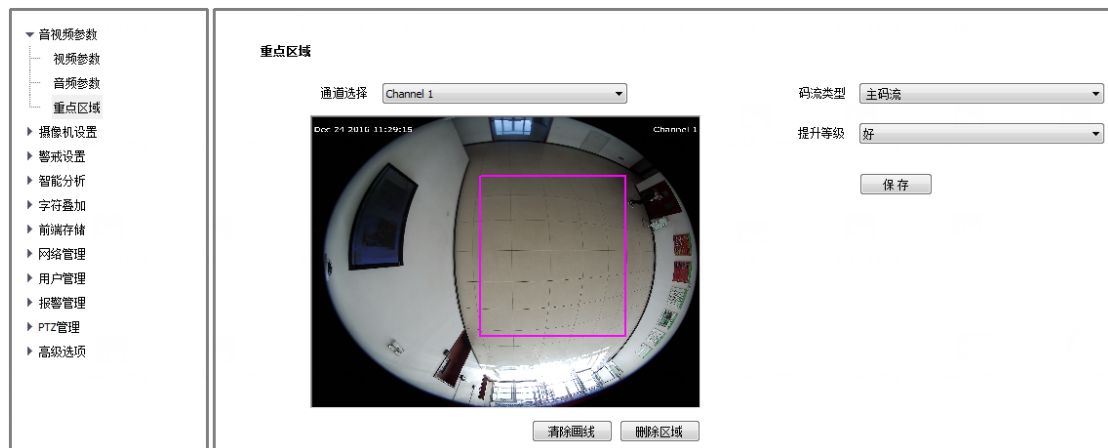 音视频参数
视频参数
音频参数
重点区域
摄像机设置
警戒设置
智能分析
字符叠加
前端存储
网络管理
用户管理
报警管理
PTZ管理
高级选项
重点区域
通道选择 Channel 1
码流类型 主码流
Dec 24 2016 11:29:15 Channel 1
提升等级 好
保存
清除画线 删除区域